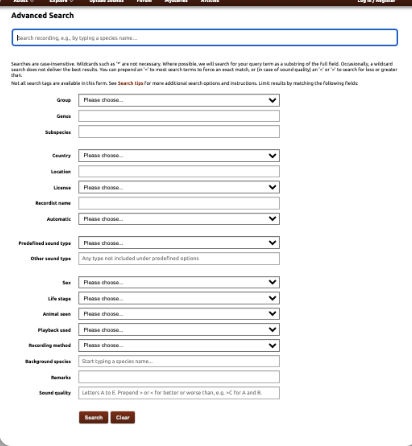 About Explore Upload Sounds Forum Mysteries Articles Log in / Register
Advanced Search
Search recording, e.g., by typing a species name...
Searches are case-insensitive. Wildcards such as '*' are not necessary. Where possible, we will search for your query term as a substring of the full field. Occasionally, a wildcard
search does not deliver the best results. You can prepend an '=' to most search terms to force an exact match, or (in case of sound quality) an '<' or '>' to search for less or greater
than.
Not all search tags are available in this form. See Search tips for more additional search options and instructions. Limit results by matching the following fields:
Group Please choose...
Genus
Subspecies
Country Please choose...
Location
License Please choose...
Recordist name
Automatic Please choose...
Predefined sound type Please choose...
Other sound type Any type not included under predefined options
Sex Please choose...
Life stage Please choose...
Animal seen Please choose...
Playback used Please choose...
Recording method Please choose...
Background species Start typing a species name...
Remarks
Sound quality Letters A to E. Prepend > or < for better or worse than, e.g. >C for A and B.
Search Clear